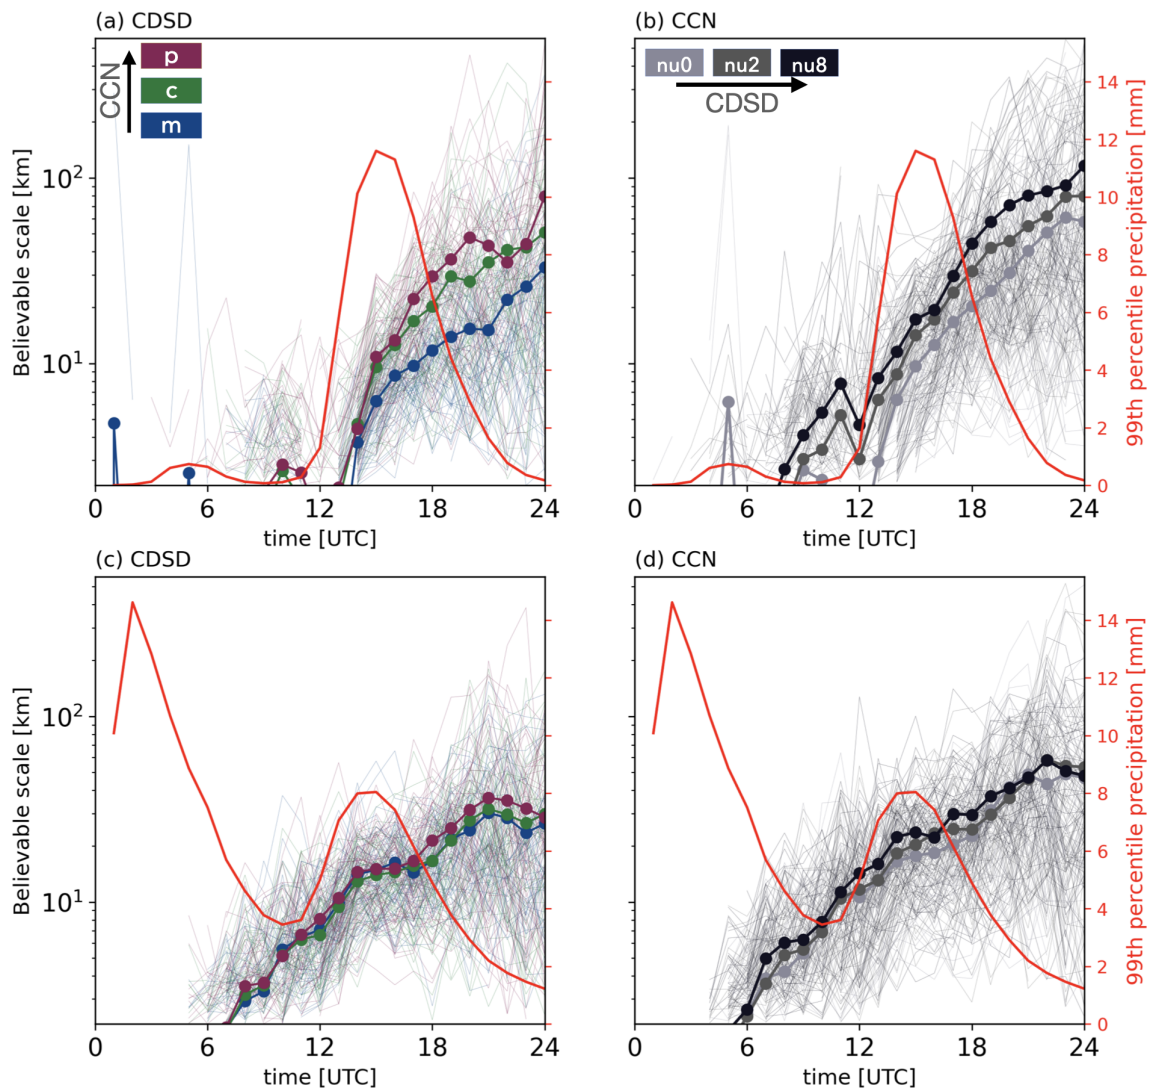 (a) CDSD
(b) CCN
CCN
p
c
m
nu0 nu2 nu8
CDSD
Believable scale [km]
10²
10¹
0 6 12 18 24
time [UTC]
0 6 12 18 24
time [UTC]
14
12
10
8
6
4
2
0
99th percentile precipitation [mm]
(c) CDSD
(d) CCN
Believable scale [km]
10²
10¹
0 6 12 18 24
time [UTC]
0 6 12 18 24
time [UTC]
14
12
10
8
6
4
2
0
99th percentile precipitation [mm]